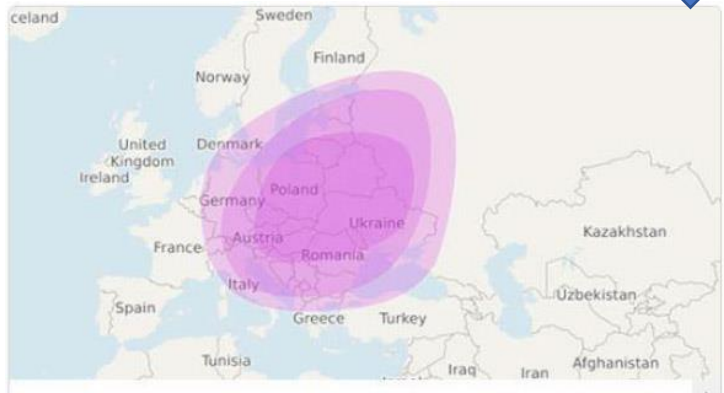 celand
Sweden
Finland
Norway
United
Kingdom
Denmark
Ireland
Poland
Germany
Ukraine
Austria
France
Romania
Kazakhstan
Italy
Uzbekistan
Spain
Greece
Turkey
Tunisia
Afghanistan
Iraq
Iran